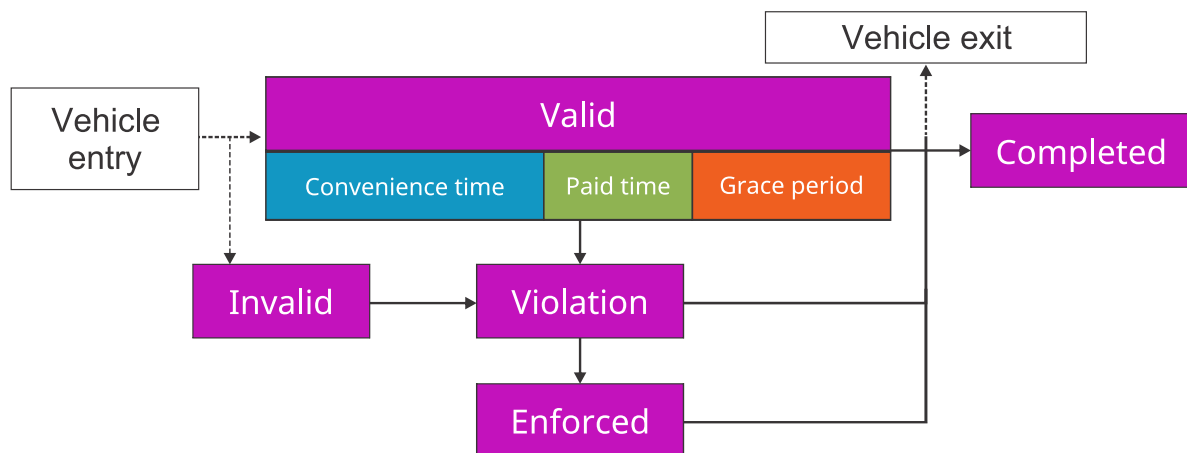 Vehicle exit
Vehicle
entry
Valid
Completed
Convenience time
Paid time
Grace period
Invalid
Violation
Enforced